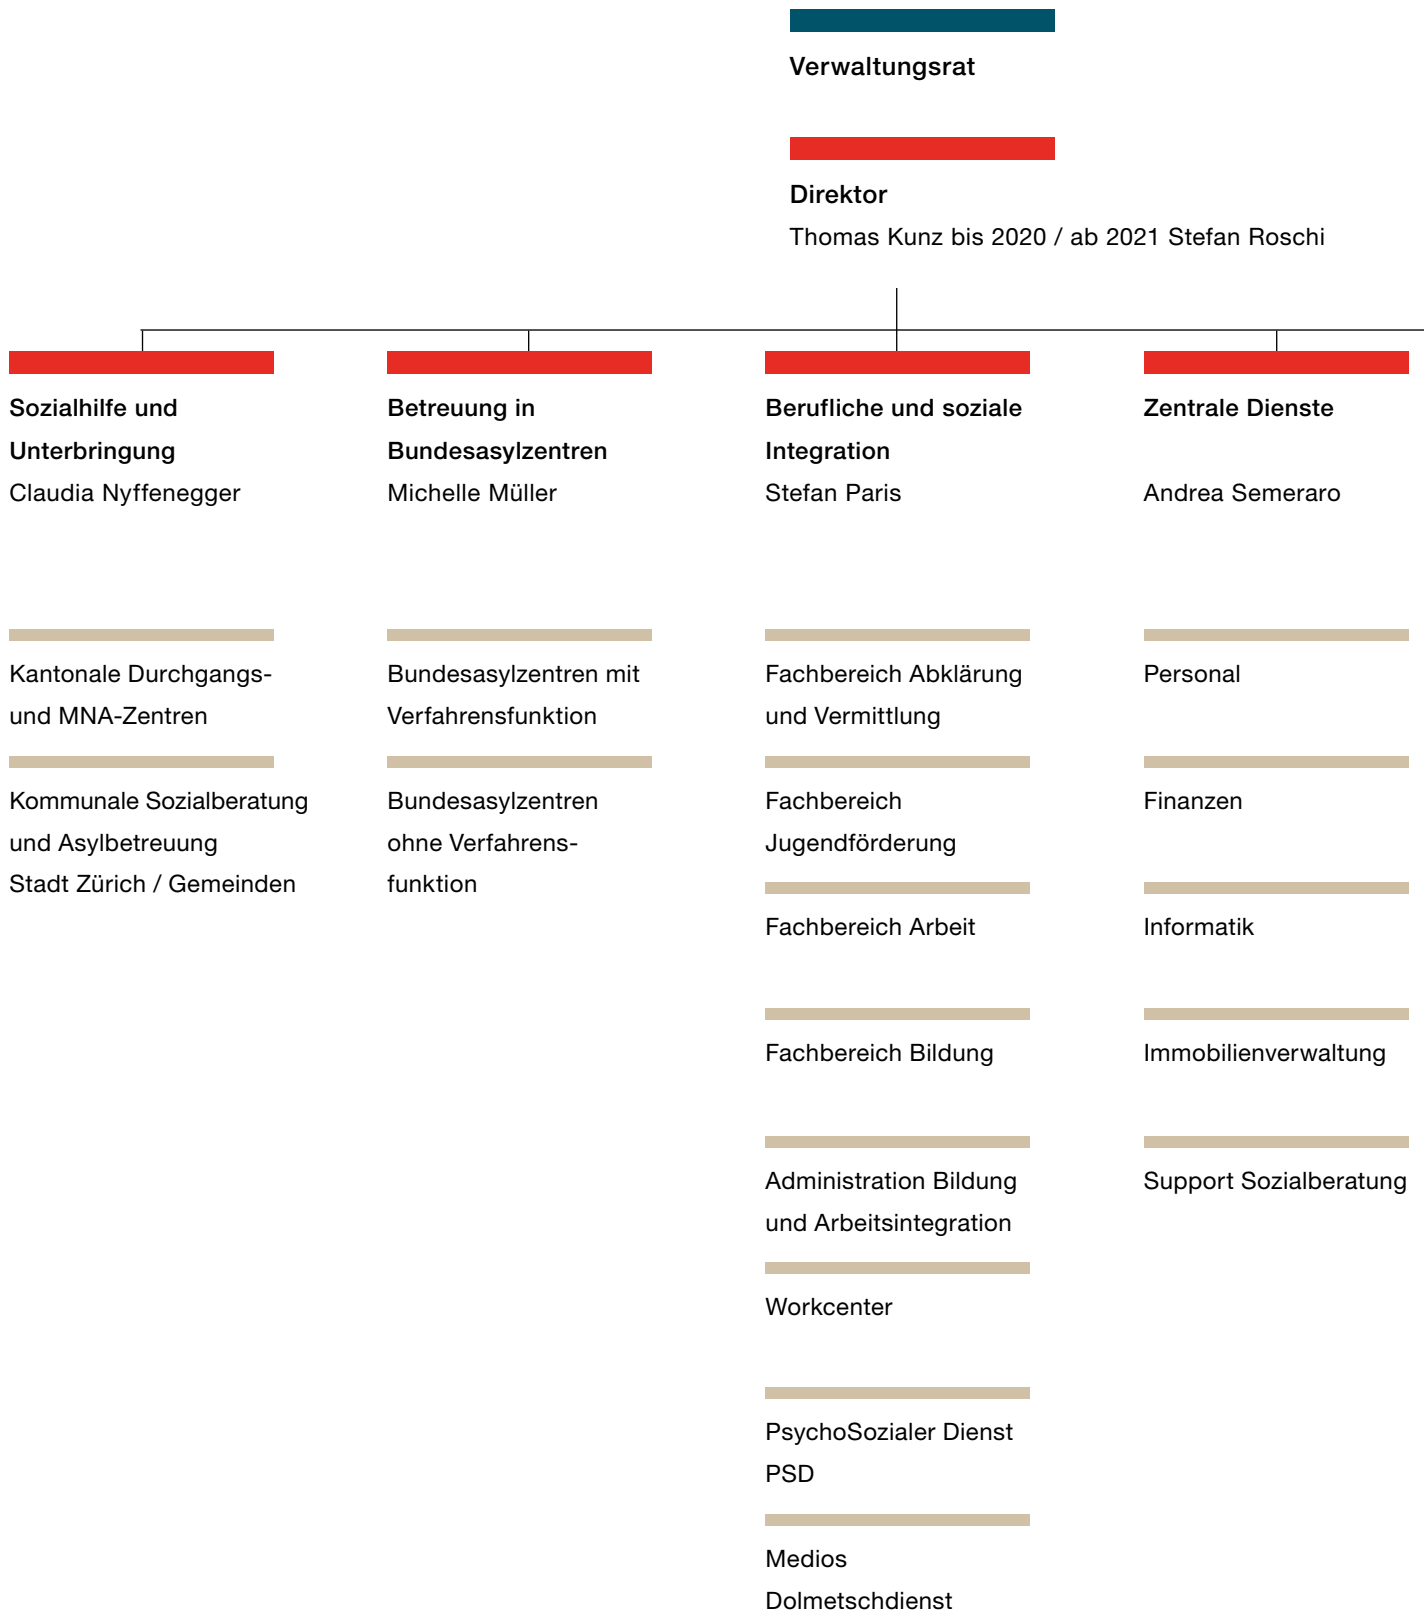 Verwaltungsrat
Direktor
Thomas Kunz bis 2020 / ab 2021 Stefan Roschi
Sozialhilfe und
Unterbringung
Claudia Nyffenegger
Kantonale Durchgangs-
und MNA-Zentren
Kommunale Sozialberatung
und Asylbetreuung
Stadt Zürich / Gemeinden
Betreuung in
Bundesasylzentren
Michelle Müller
Bundesasylzentren mit
Verfahrensfunktion
Bundesasylzentren
ohne Verfahrens-
funktion
Berufliche und soziale
Integration
Stefan Paris
Fachbereich Abklärung
und Vermittlung
Fachbereich
Jugendförderung
Fachbereich Arbeit
Fachbereich Bildung
Administration Bildung
und Arbeitsintegration
Workcenter
PsychoSozialer Dienst
PSD
Medios
Dolmetschdienst
Zentrale Dienste
Andrea Semeraro
Personal
Finanzen
Informatik
Immobilienverwaltung
Support Sozialberatung